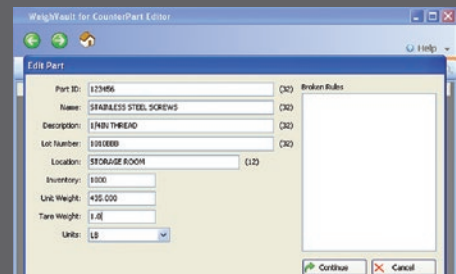 WeighVault for CounterPart Editor
Help
Edit Part
Part ID: 123456 (32) Broken Rules
Name: STAINLESS STEEL SCREWS (32)
Description: 1/4IN THREAD (32)
Lot Number: 1010BBB (32)
Location: STORAGE ROOM (12)
Inventory: 1000
Unit Weight: 435.000
Tare Weight: 1.0
Units: LB
Continue Cancel